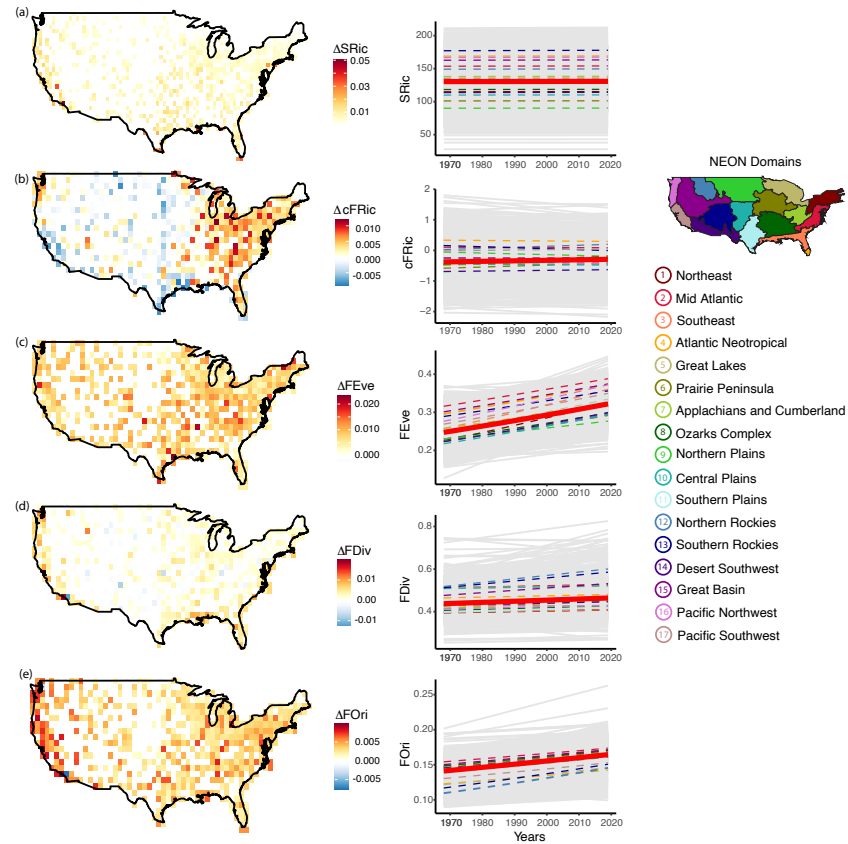 (a)
ΔSRic
0.05
0.04
0.03
0.01
SRic
200
150
100
50
1970 1980 1990 2000 2010 2020
(b)
ΔcFRic
0.010
0.005
0.000
-0.005
cFRic
2
1
0
−1
−2
1970 1980 1990 2000 2010 2020
(c)
ΔFEve
0.020
0.010
0.000
FEve
0.4
0.3
0.2
1970 1980 1990 2000 2010 2020
(d)
ΔFDiv
0.01
0.00
-0.01
FDiv
0.8
0.6
0.4
1970 1980 1990 2000 2010 2020
(e)
ΔFOri
0.005
0.000
-0.005
FOri
0.25
0.20
0.15
0.10
1970 1980 1990 2000 2010 2020
Years
NEON Domains
1 Northeast
2 Mid Atlantic
3 Southeast
4 Atlantic Neotropical
5 Great Lakes
6 Prairie Peninsula
7 Applachians and Cumberland
8 Ozarks Complex
9 Northern Plains
10 Central Plains
11 Southern Plains
12 Northern Rockies
13 Southern Rockies
14 Desert Southwest
15 Great Basin
16 Pacific Northwest
17 Pacific Southwest